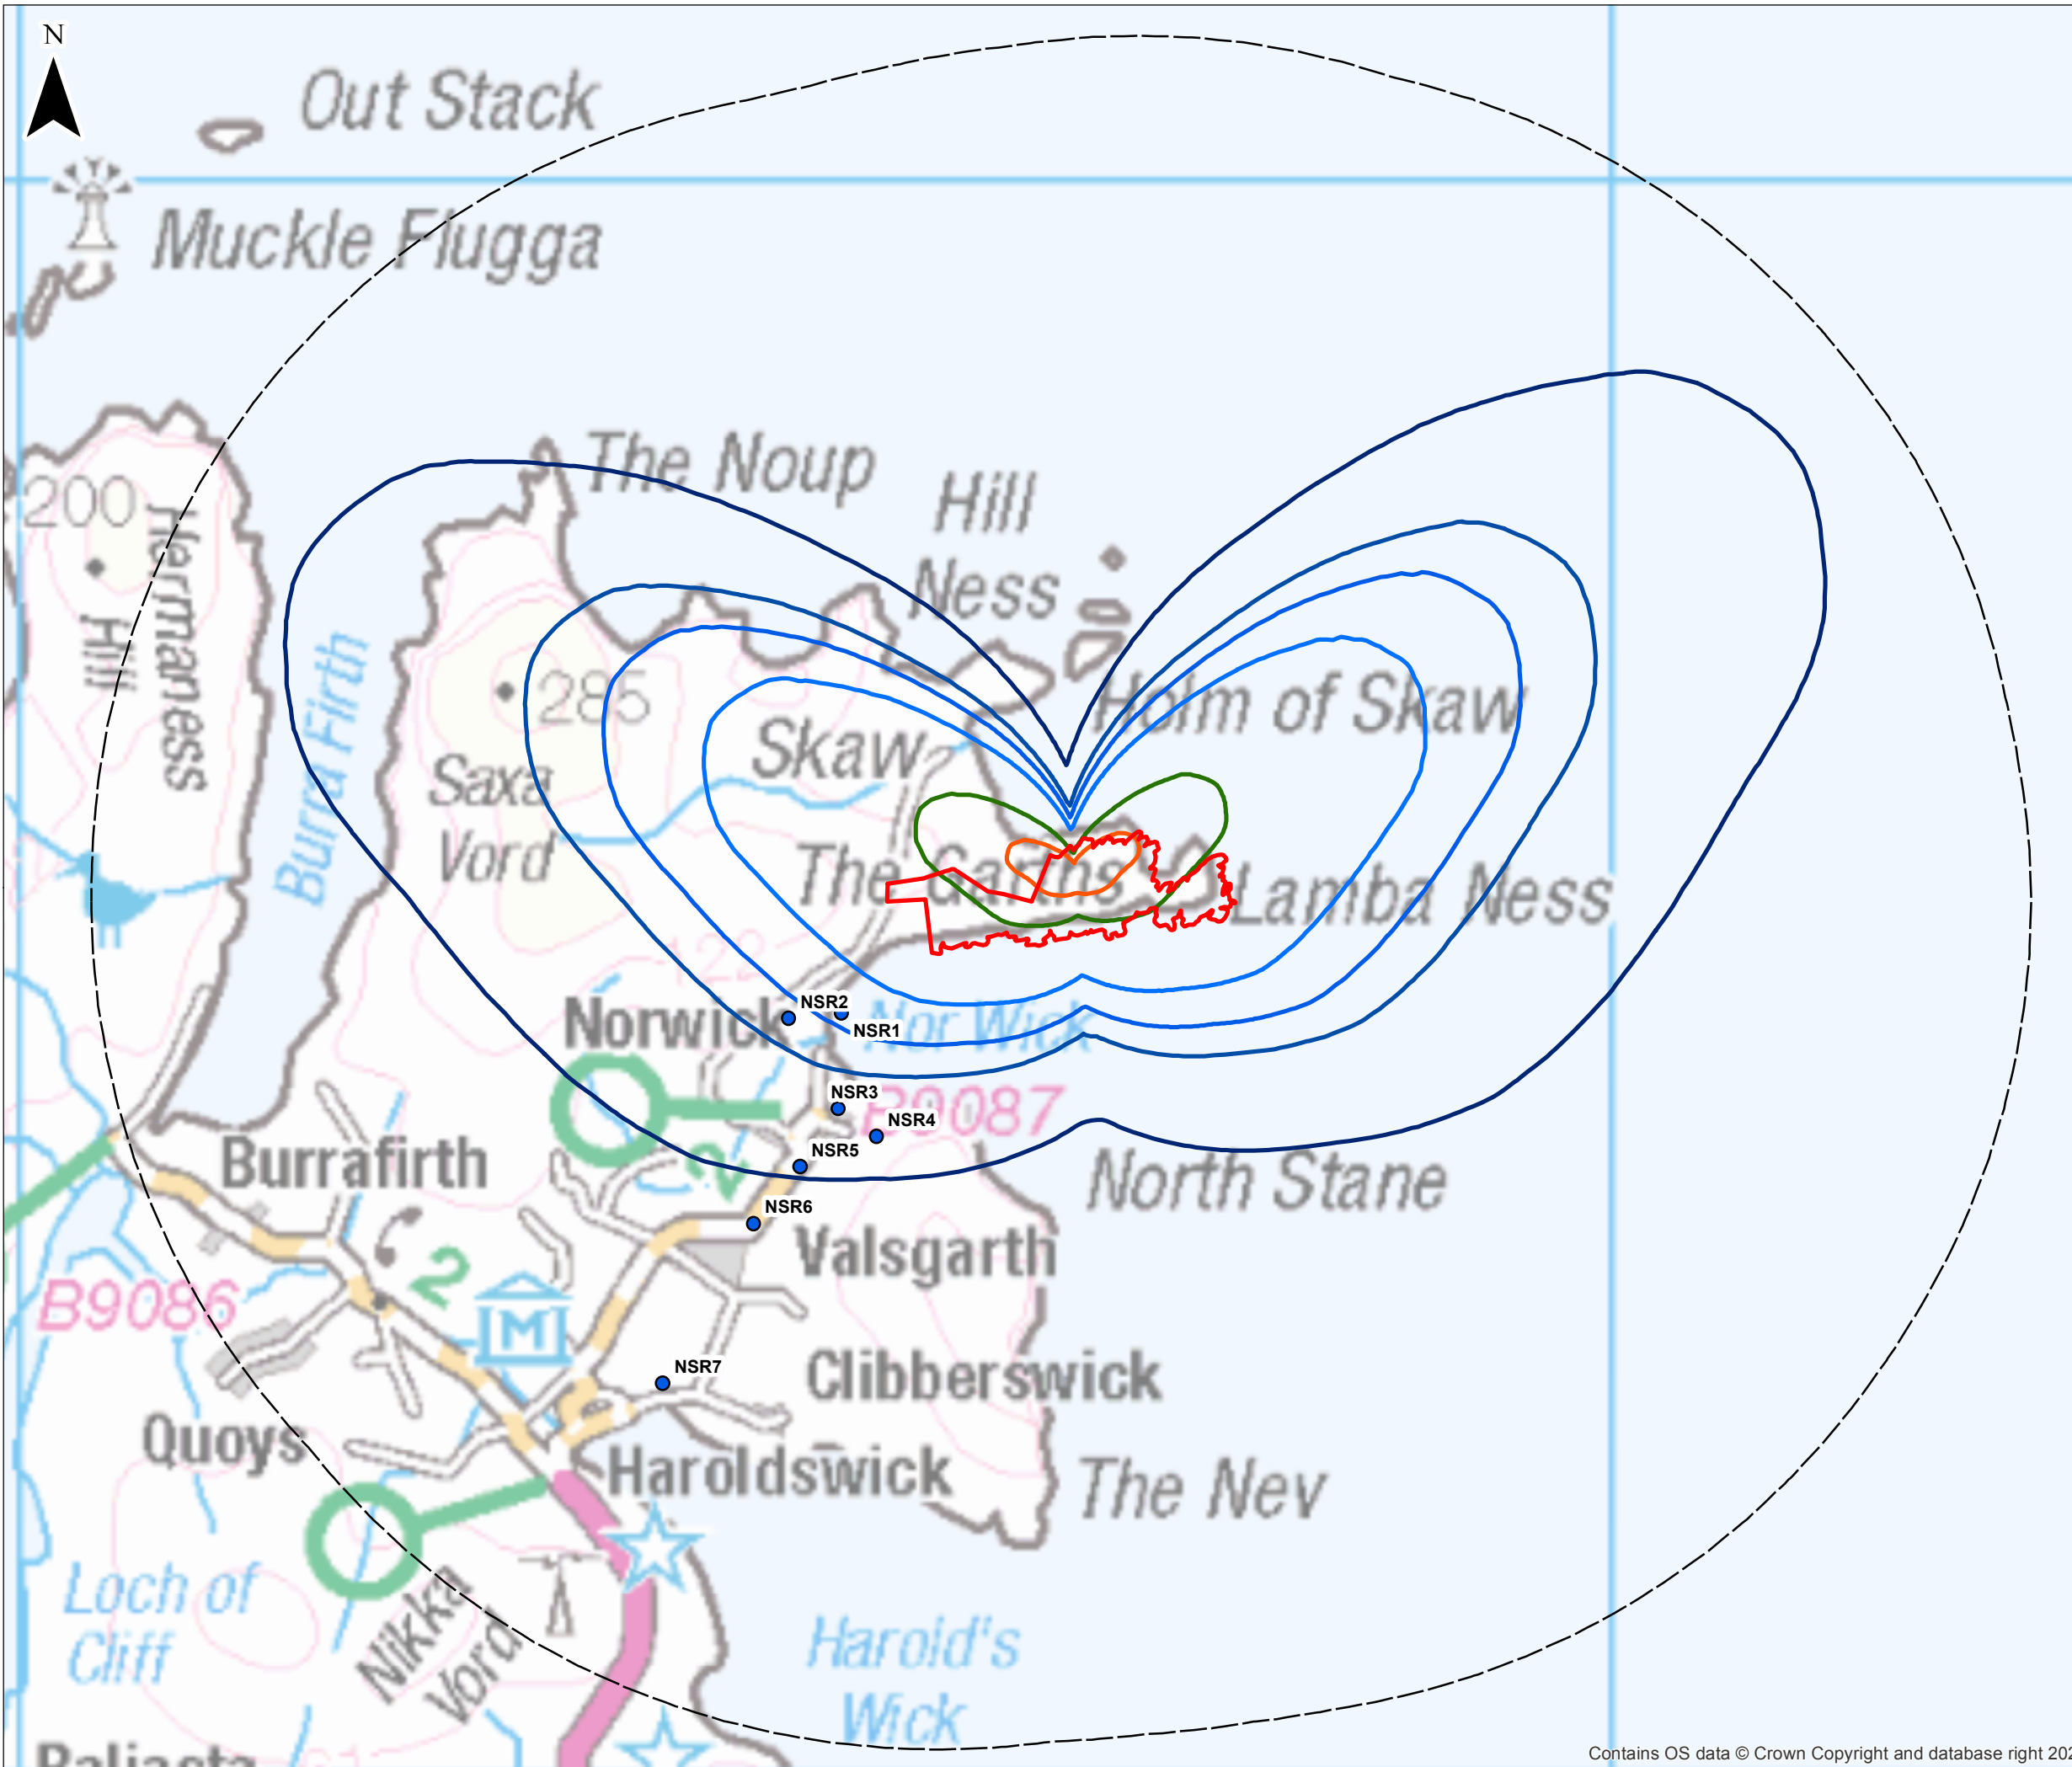 N
Out Stack
Muckle Flugga
The Noup
Hill
Ness
200
Hermaness
Hill
Burra Firth
285
Saxa
Vord
Skaw
Holm of Skaw
The Garths
Lamba Ness
122
Norwick
NSR2
NSR1
Nor Wick
NSR3
B9087
NSR4
NSR5
2
North Stane
Burrafirth
NSR6
Valsgarth
B9086
2
M
NSR7
Clibberswick
Quoys
Haroldswick
The Nev
Loch of
Cliff
Nikka
Vord
Harold's
Wick
Contains OS data © Crown Copyright and database right